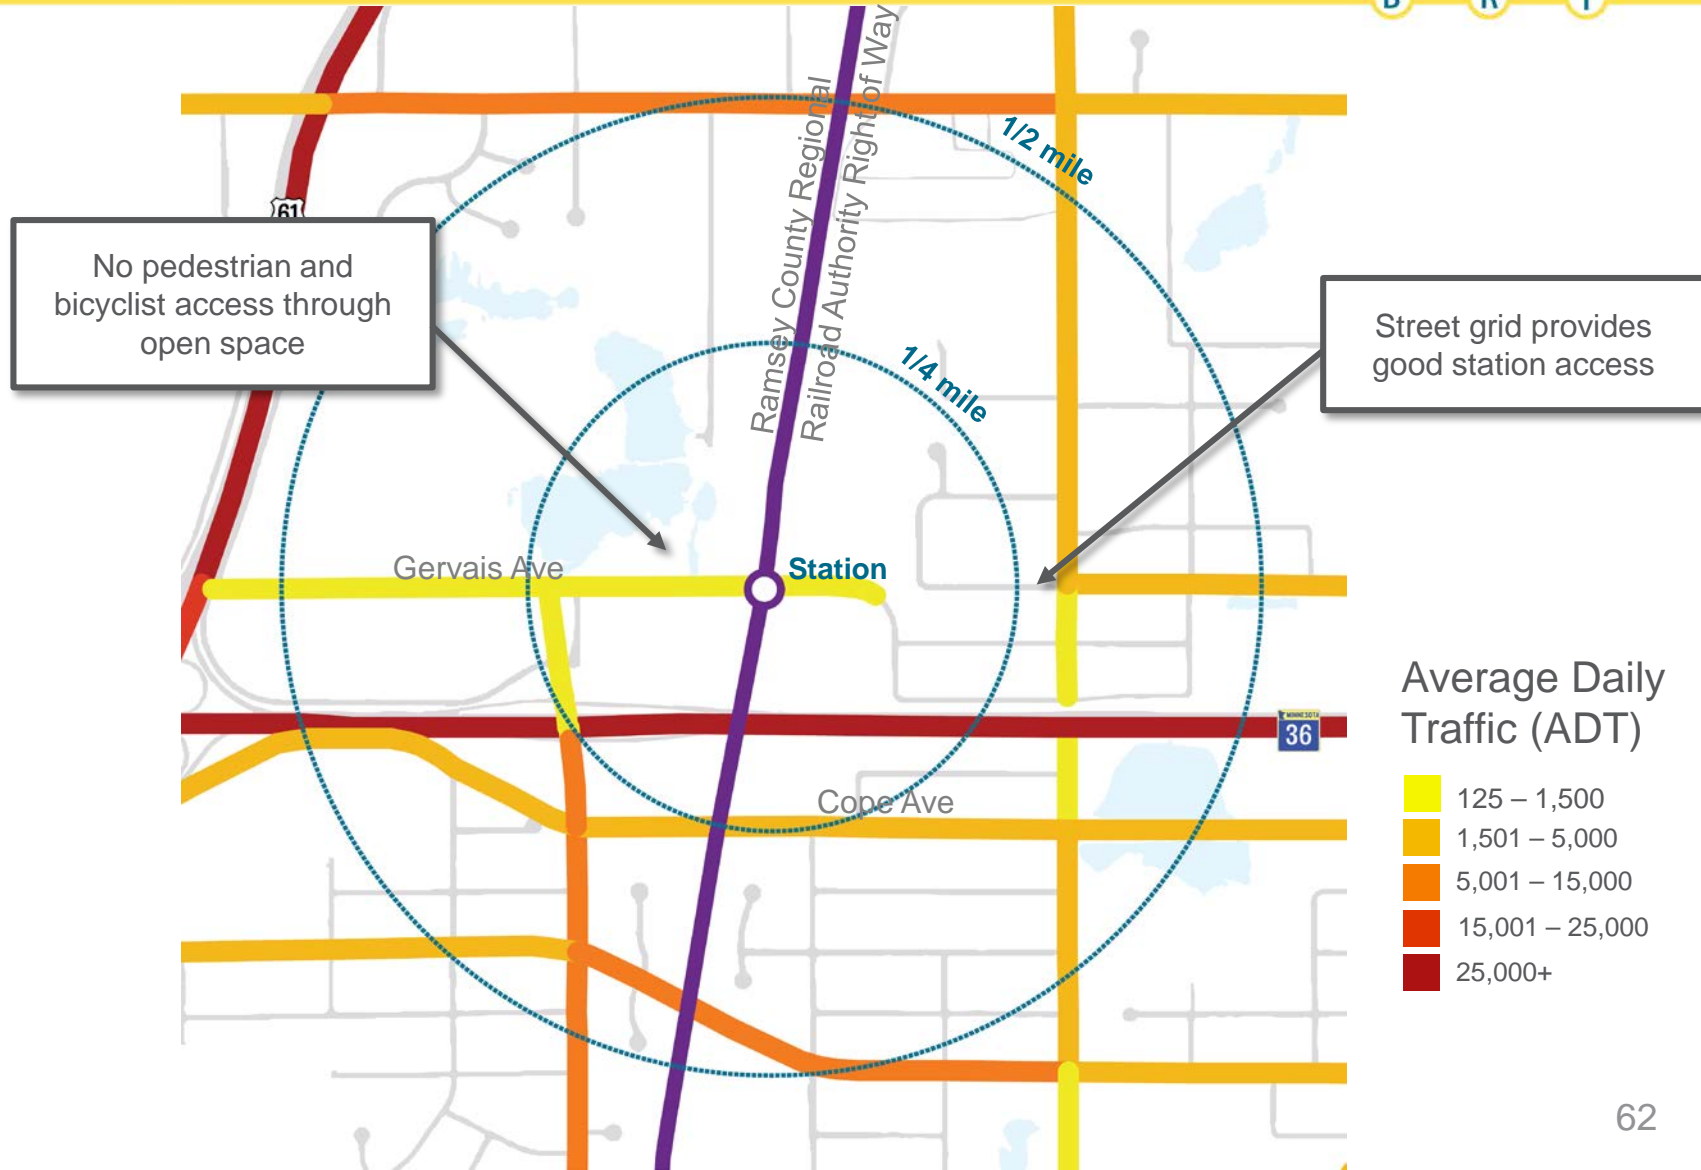 B R T
Ramsey County Regional
Railroad Authority Right of Way
1/2 mile
61
No pedestrian and
bicyclist access through
open space
Street grid provides
good station access
1/4 mile
Gervais Ave
Station
MINNESOTA
36
Cope Ave
Average Daily
Traffic (ADT)
125 – 1,500
1,501 – 5,000
5,001 – 15,000
15,001 – 25,000
25,000+
62